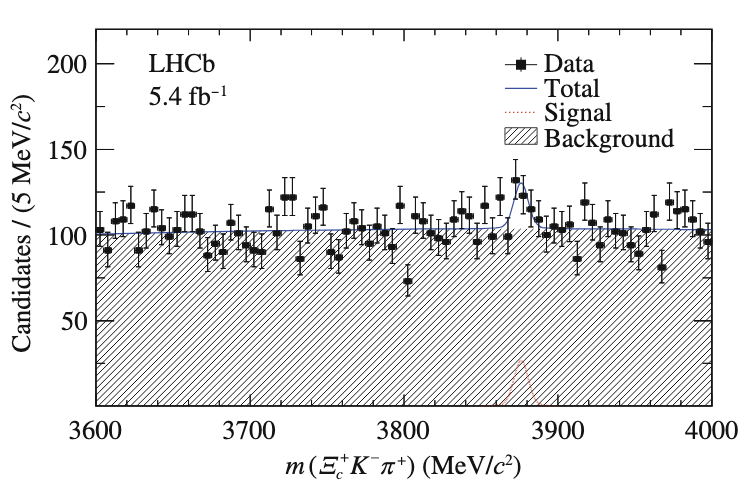 200
150
100
50
Candidates / (5 MeV/c²)
LHCb
5.4 fb⁻¹
Data
Total
Signal
Background
3600 3700 3800 3900 4000
m(Ξc⁺K⁻π⁺) (MeV/c²)